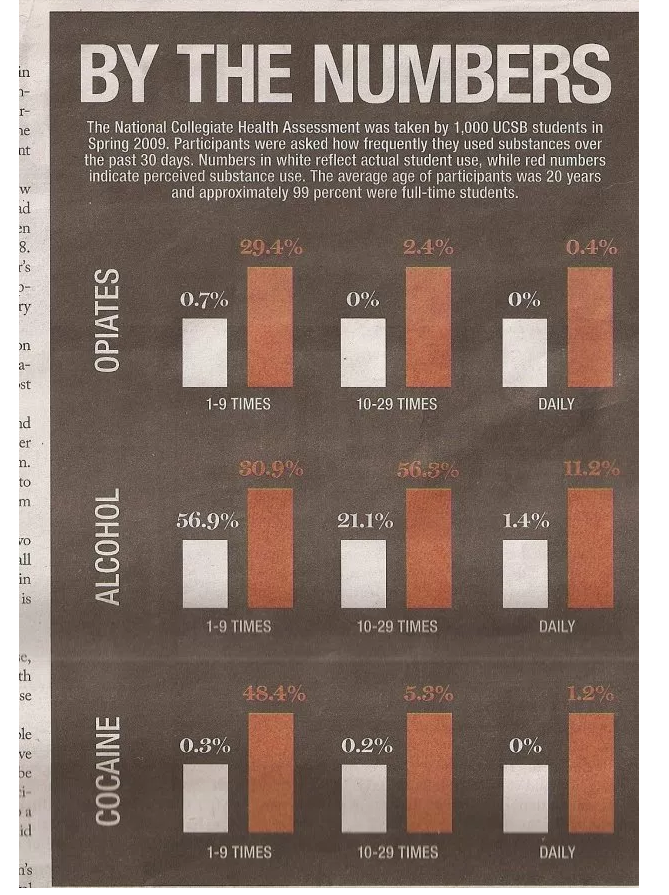 BY THE NUMBERS
The National Collegiate Health Assessment was taken by 1,000 UCSB students in
Spring 2009. Participants were asked how frequently they used substances over
the past 30 days. Numbers in white reflect actual student use, while red numbers
indicate perceived substance use. The average age of participants was 20 years
and approximately 99 percent were full-time students.
OPIATES
29.4% 2.4% 0.4%
0.7% 0% 0%
1-9 TIMES 10-29 TIMES DAILY
ALCOHOL
30.9% 56.3% 11.2%
56.9% 21.1% 1.4%
1-9 TIMES 10-29 TIMES DAILY
COCAINE
48.4% 5.3% 1.2%
0.3% 0.2% 0%
1-9 TIMES 10-29 TIMES DAILY